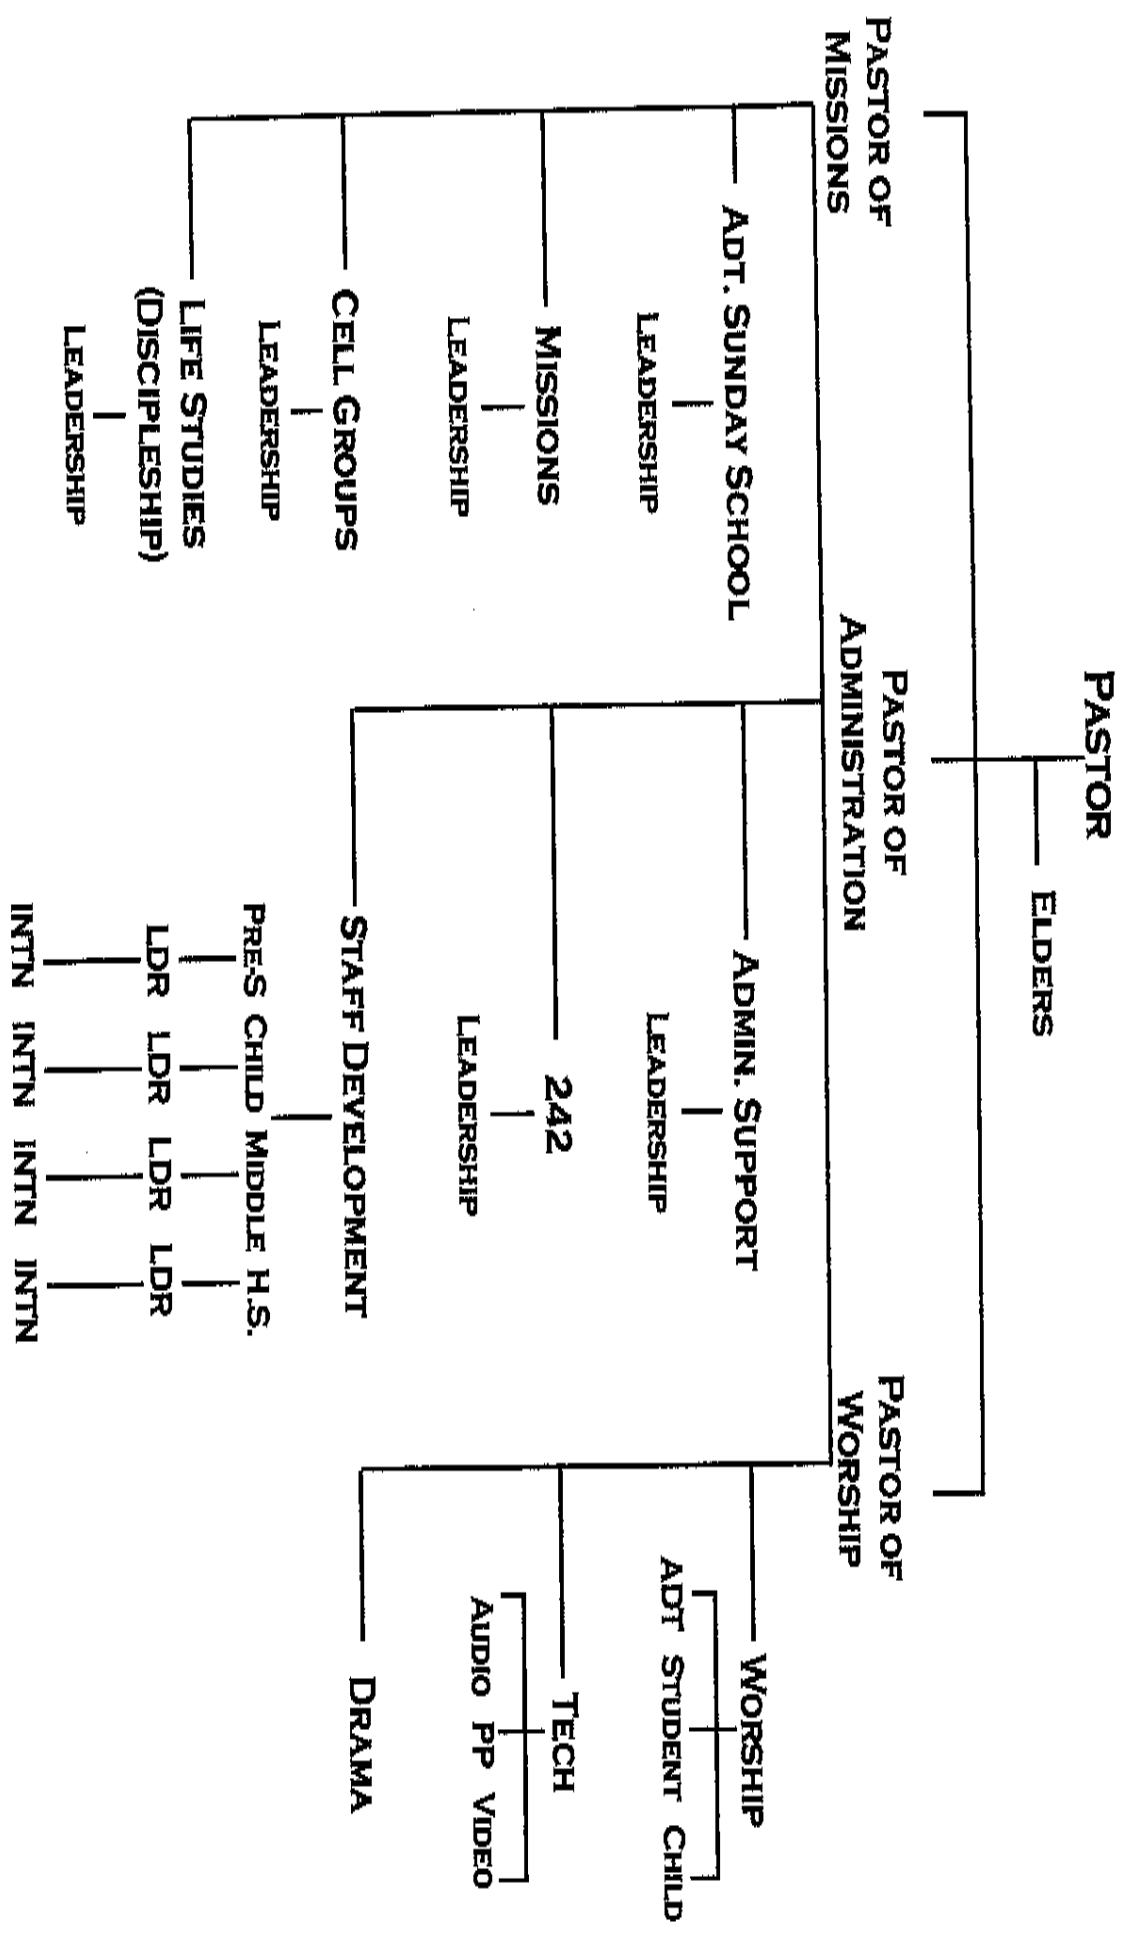 PASTOR
ELDERS
PASTOR OF
MISSIONS
PASTOR OF
ADMINISTRATION
PASTOR OF
WORSHIP
ADT. SUNDAY SCHOOL
LEADERSHIP
MISSIONS
LEADERSHIP
CELL GROUPS
LEADERSHIP
LIFE STUDIES
(DISCIPLESHIP)
LEADERSHIP
ADMIN. SUPPORT
LEADERSHIP
242
LEADERSHIP
STAFF DEVELOPMENT
PRE-S CHILD MIDDLE H.S.
LDR LDR LDR LDR
INTN INTN INTN INTN
WORSHIP
ADT STUDENT CHILD
TECH
AUDIO PP VIDEO
DRAMA